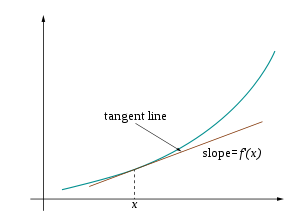 tangent line
slope=f'(x)
x